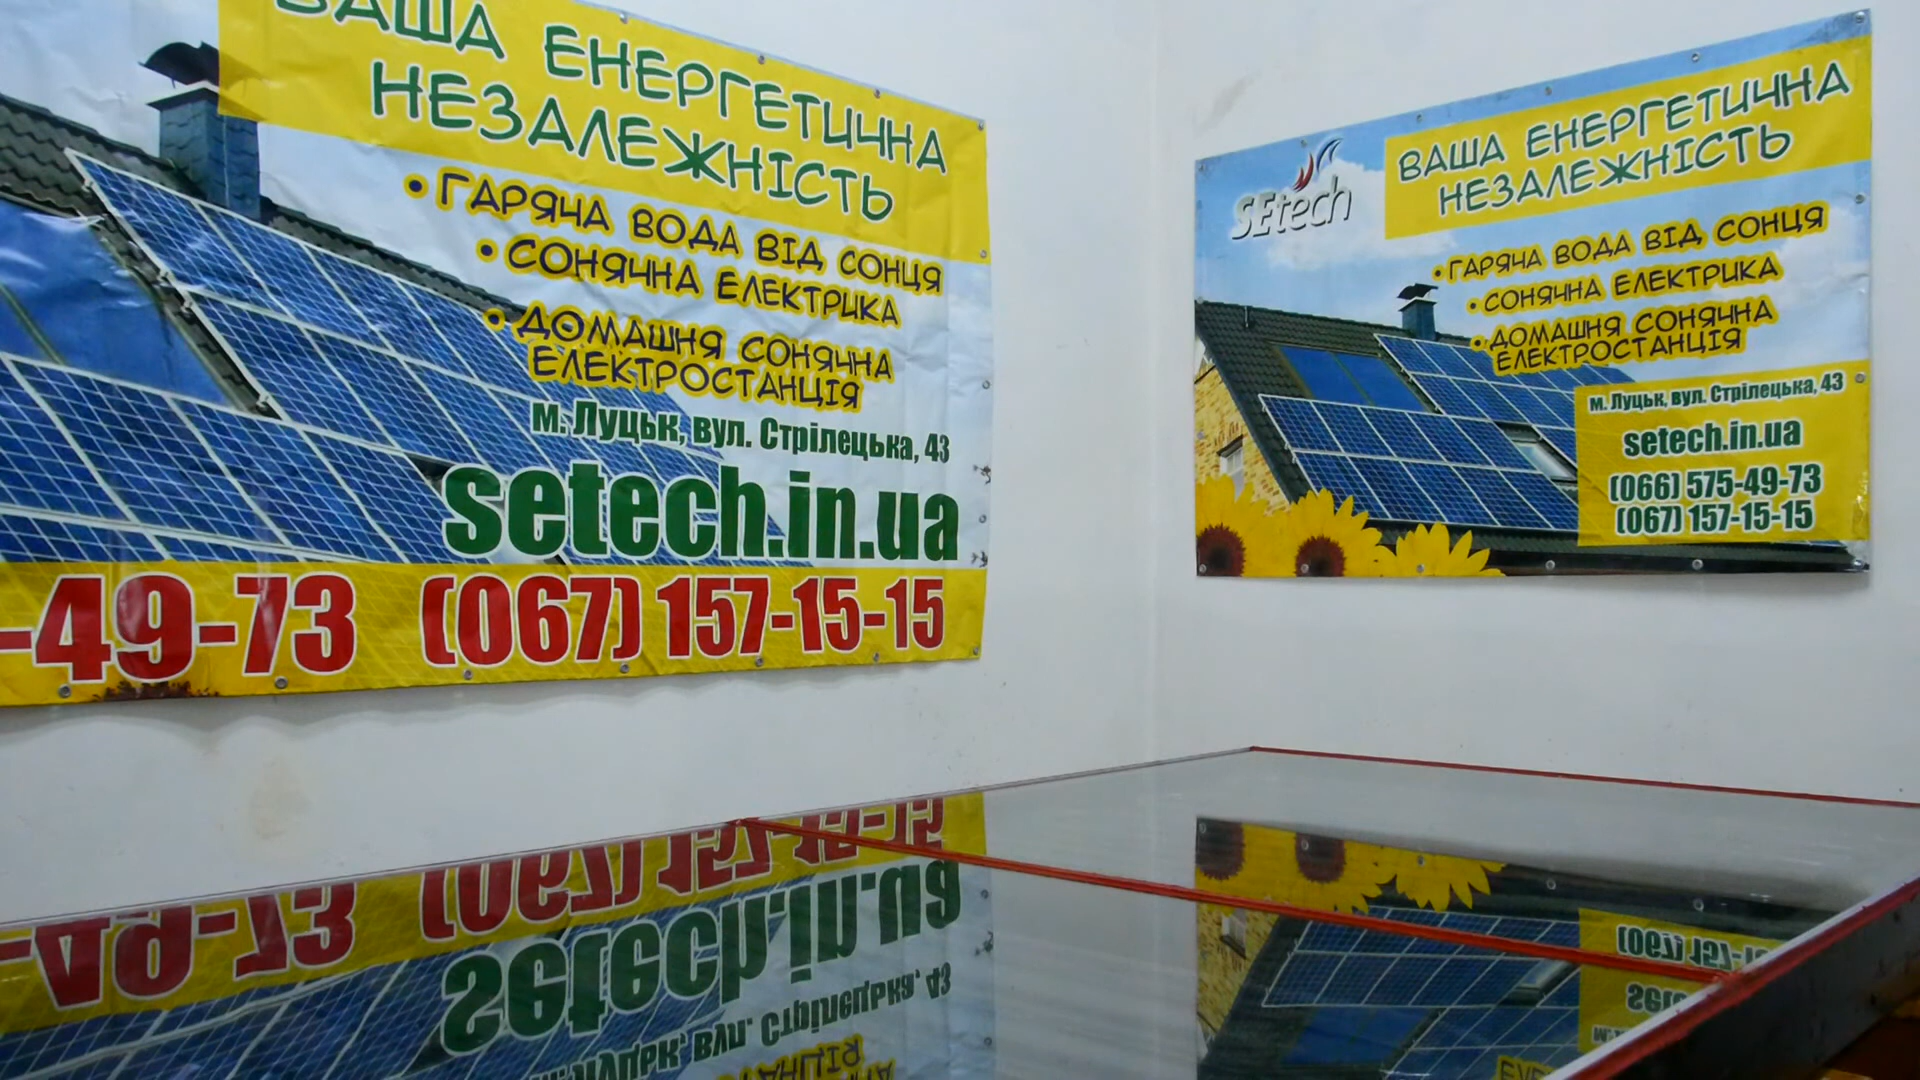 ВАША ЕНЕРГЕТИЧНА
НЕЗАЛЕЖНІСТЬ
• ГАРЯЧА ВОДА ВІД СОНЦЯ
• СОНЯЧНА ЕЛЕКТРИКА
• ДОМАШНЯ СОНЯЧНА
ЕЛЕКТРОСТАНЦІЯ
м. Луцьк, вул. Стрілецька, 43
setech.in.ua
-49-73 (067) 157-15-15
SEtech
ВАША ЕНЕРГЕТИЧНА
НЕЗАЛЕЖНІСТЬ
• ГАРЯЧА ВОДА ВІД СОНЦЯ
• СОНЯЧНА ЕЛЕКТРИКА
• ДОМАШНЯ СОНЯЧНА
ЕЛЕКТРОСТАНЦІЯ
м. Луцьк, вул. Стрілецька, 43
setech.in.ua
(066) 575-49-73
(067) 157-15-15